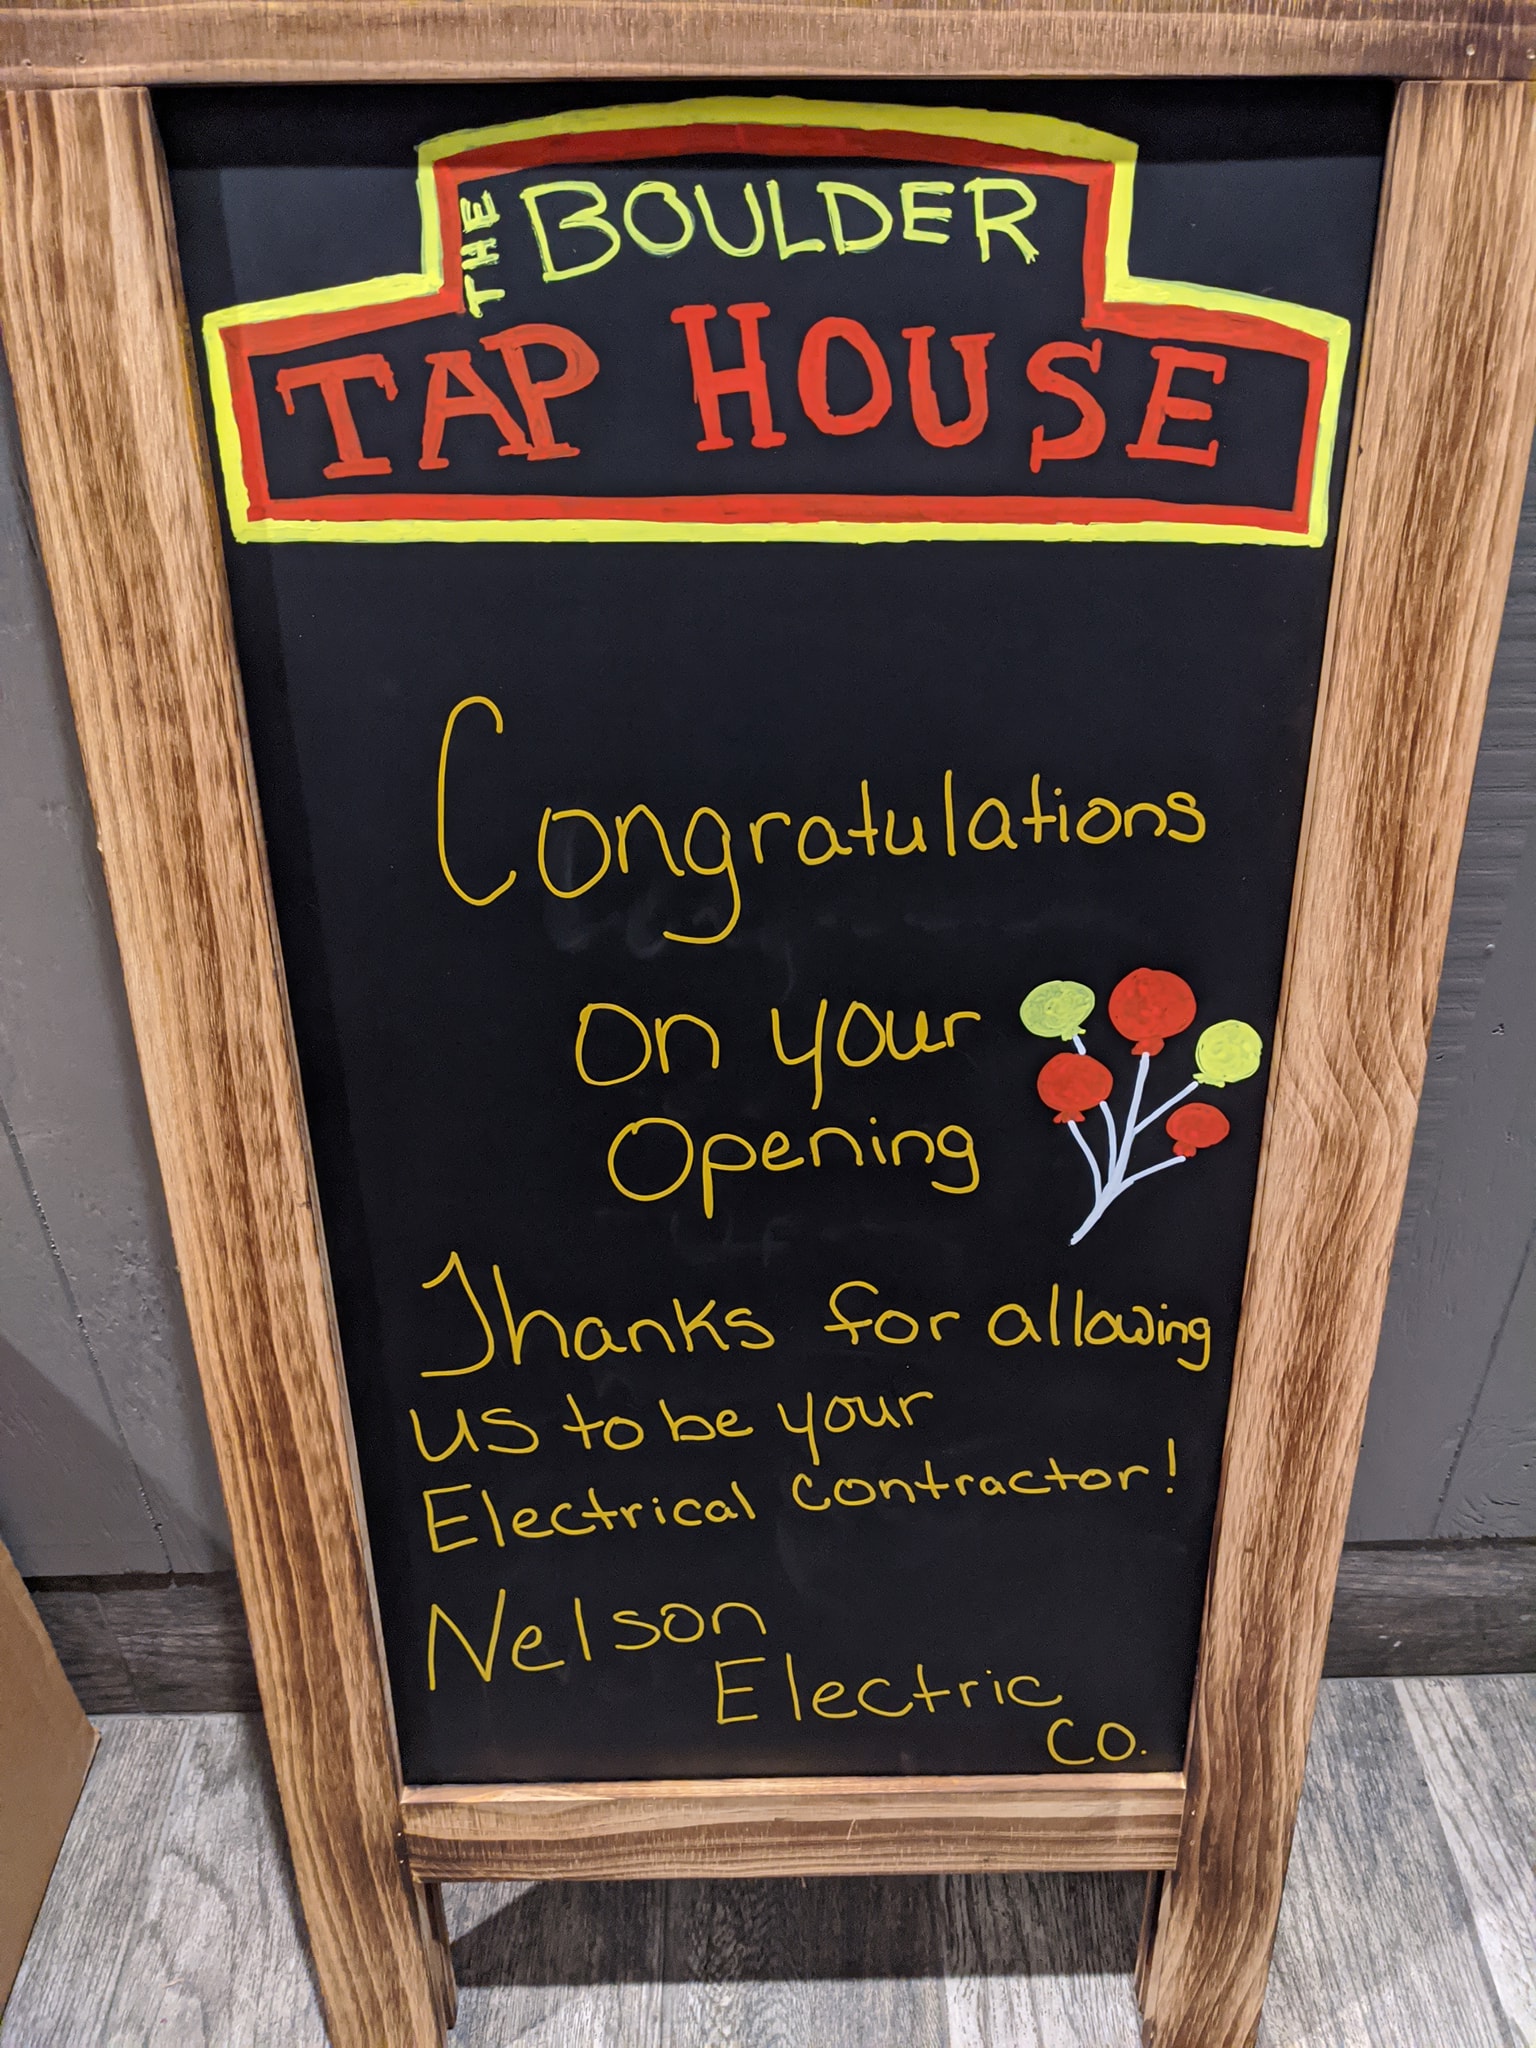 THE BOULDER
TAP HOUSE
Congratulations
on your
Opening
Thanks for allowing
us to be your
Electrical contractor!
Nelson
Electric
CO.